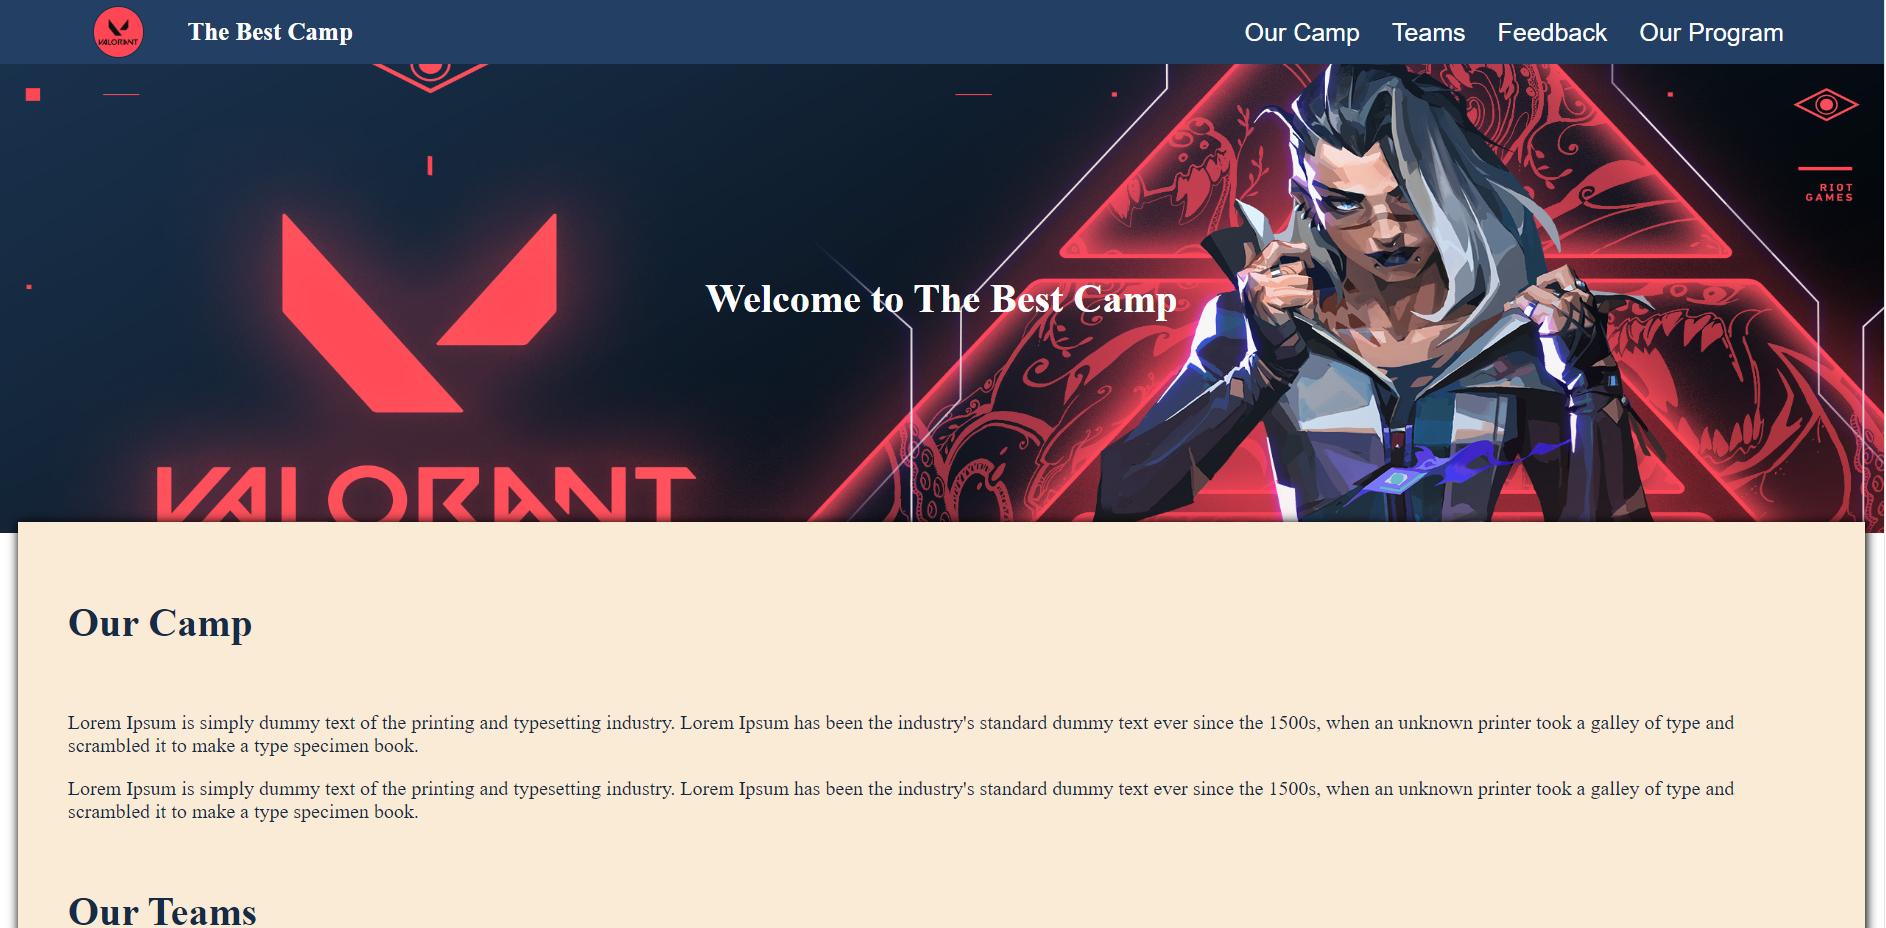 VALORANT
The Best Camp
Our Camp
Teams
Feedback
Our Program
RIOT
GAMES
Welcome to The Best Camp
VALORANT
Our Camp
Lorem Ipsum is simply dummy text of the printing and typesetting industry. Lorem Ipsum has been the industry's standard dummy text ever since the 1500s, when an unknown printer took a galley of type and
scrambled it to make a type specimen book.
Lorem Ipsum is simply dummy text of the printing and typesetting industry. Lorem Ipsum has been the industry's standard dummy text ever since the 1500s, when an unknown printer took a galley of type and
scrambled it to make a type specimen book.
Our Teams